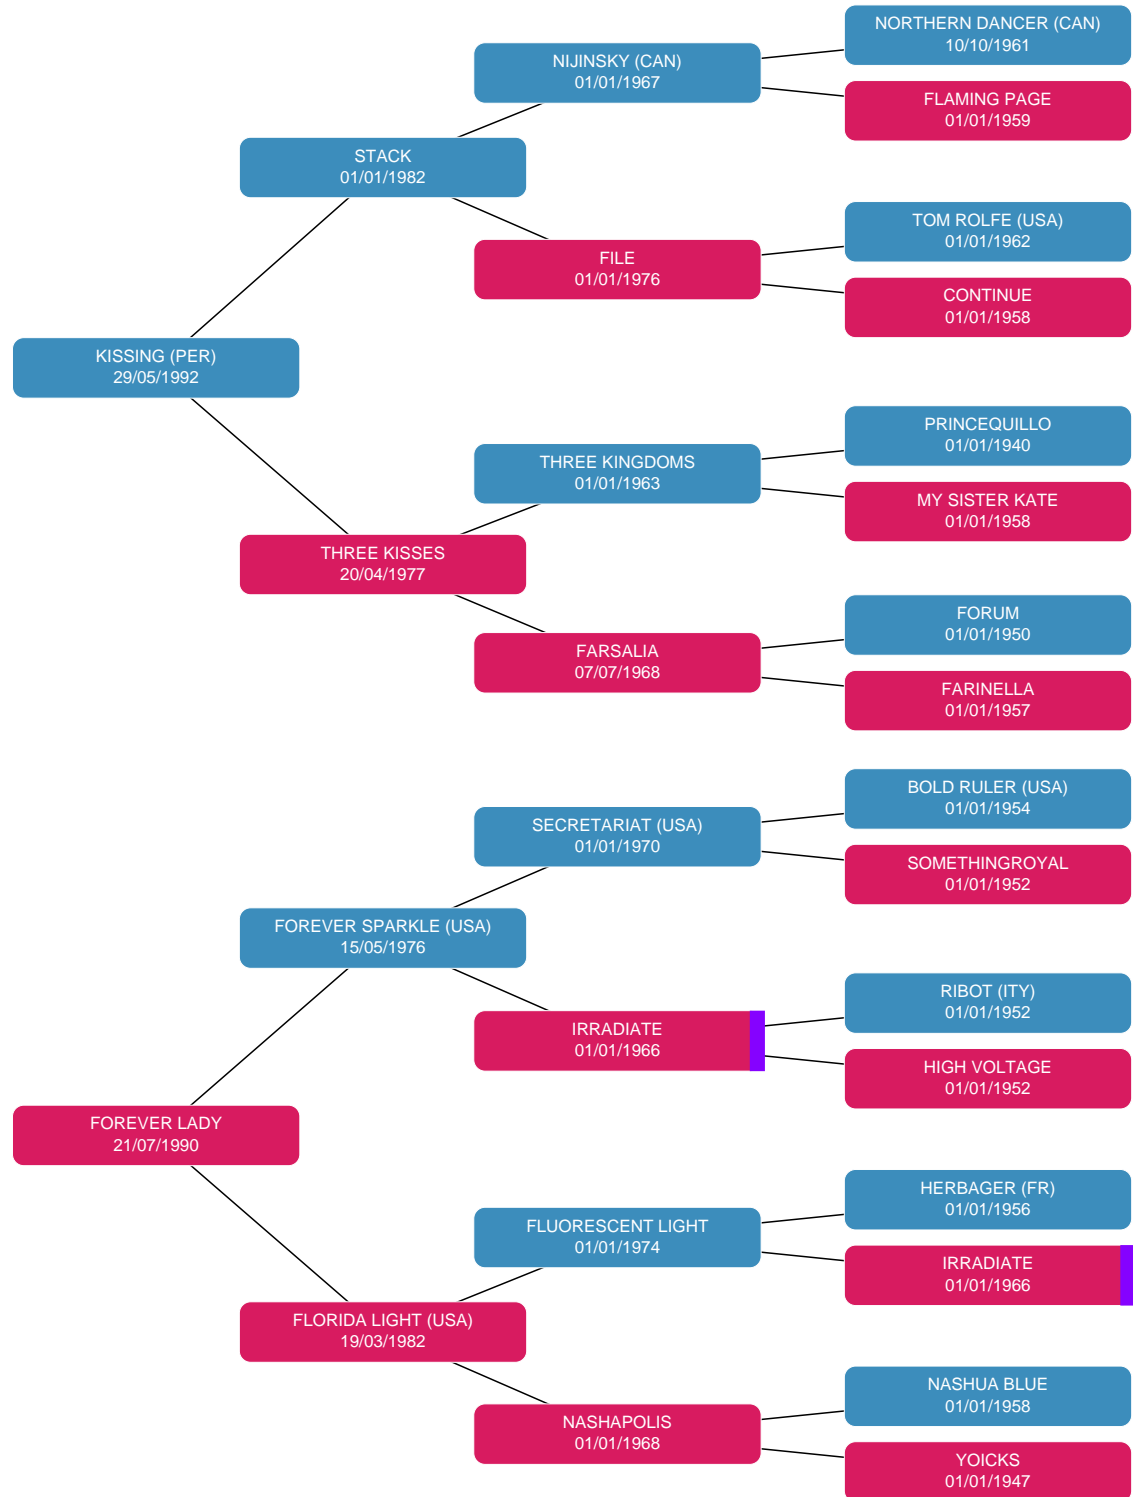 NORTHERN DANCER (CAN)
10/10/1961
NIJINSKY (CAN)
01/01/1967
FLAMING PAGE
01/01/1959
STACK
01/01/1982
TOM ROLFE (USA)
01/01/1962
FILE
01/01/1976
CONTINUE
01/01/1958
KISSING (PER)
29/05/1992
PRINCEQUILLO
01/01/1940
THREE KINGDOMS
01/01/1963
MY SISTER KATE
01/01/1958
THREE KISSES
20/04/1977
FORUM
01/01/1950
FARSALIA
07/07/1968
FARINELLA
01/01/1957
BOLD RULER (USA)
01/01/1954
SECRETARIAT (USA)
01/01/1970
SOMETHINGROYAL
01/01/1952
FOREVER SPARKLE (USA)
15/05/1976
RIBOT (ITY)
01/01/1952
IRRADIATE
01/01/1966
HIGH VOLTAGE
01/01/1952
FOREVER LADY
21/07/1990
HERBAGER (FR)
01/01/1956
FLUORESCENT LIGHT
01/01/1974
IRRADIATE
01/01/1966
FLORIDA LIGHT (USA)
19/03/1982
NASHUA BLUE
01/01/1958
NASHAPOLIS
01/01/1968
YOICKS
01/01/1947